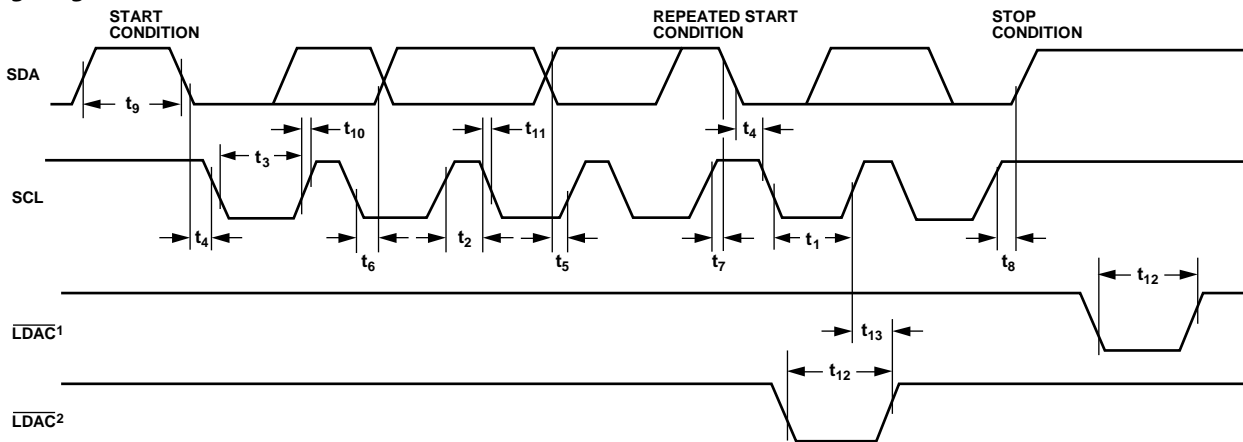 START
CONDITION
REPEATED START
CONDITION
STOP
CONDITION
SDA
t9
t10
t11
t4
t3
SCL
t4
t6
t2
t5
t7
t1
t8
t12
LDAC1
t13
t12
LDAC2